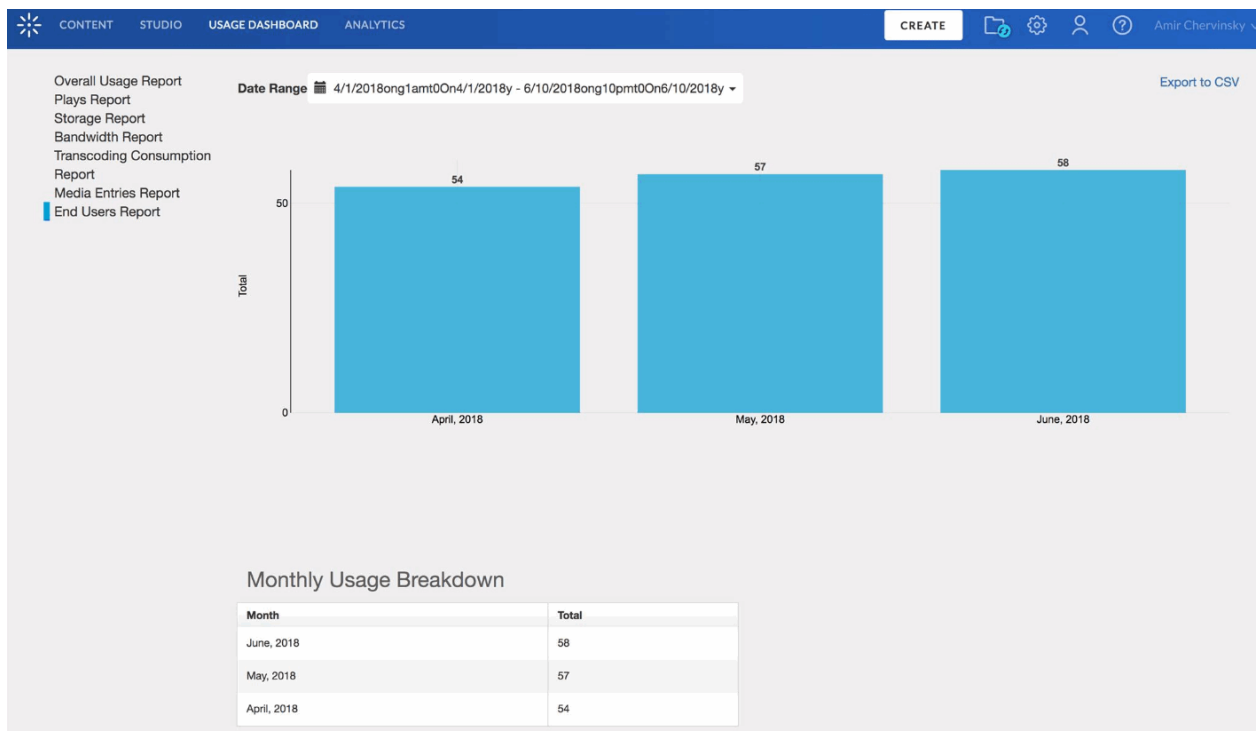 CONTENT STUDIO USAGE DASHBOARD ANALYTICS CREATE Amir Chervinsky
Overall Usage Report
Plays Report
Storage Report
Bandwidth Report
Transcoding Consumption
Report
Media Entries Report
End Users Report
Date Range 4/1/2018ong1amt0On4/1/2018y - 6/10/2018ong10pmt0On6/10/2018y
Export to CSV
54
57
58
50
Total
0
April, 2018
May, 2018
June, 2018
Monthly Usage Breakdown
Month Total
June, 2018 58
May, 2018 57
April, 2018 54